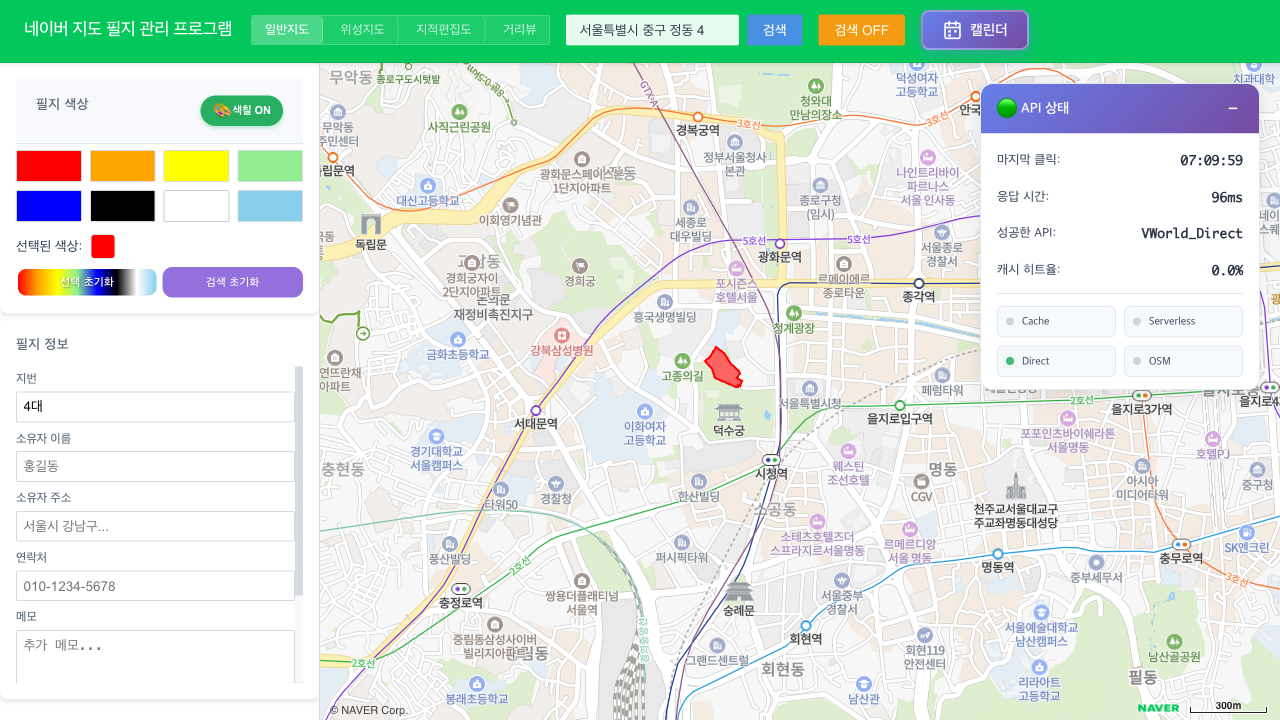 네이버 지도 필지 관리 프로그램
일반지도
위성지도
지적편집도
거리뷰
서울특별시 중구 정동 4
검색
검색 OFF
캘린더
필지 색상
🎨색칠 ON
선택된 색상:
선택 초기화
검색 초기화
필지 정보
지번
4대
소유자 이름
홍길동
소유자 주소
서울시 강남구...
연락처
010-1234-5678
메모
추가 메모...
API 상태
−
마지막 클릭:
07:09:59
응답 시간:
96ms
성공한 API:
VWorld_Direct
캐시 히트율:
0.0%
Cache
Serverless
Direct
OSM
무악동
종로구도시텃밭
GTX-A
청와대
만남의장소
덕성여자
고등학교
치과대학
사직근린공원
경복궁역
3호선
3호선
정부서울청사
본관
광화문스페이스본
1단지아파트
나인트리바이
파르나스
서울 인사동
대신고등학교
이회영기념관
세종로
대우빌딩
종로구청
(임시)
독립문
5호선
5호선
광화문역
서울종로
경찰서
경희궁자이
2단지아파트
경희궁
포시즌스
호텔서울
르메이에르
종로타운
종각역
돈의문
재정비촉진지구
흥국생명빌딩
청계광장
강북삼성병원
금화초등학교
고종의길
서울특별시청
펌타워
덕수궁
을지로입구역
2호선
을지로3가역
서대문역
이화여자
고등학교
경기대학교
서울캠퍼스
포포인츠바이쉐라톤
서울명동
호텔PJ
충현동
시청역
웨스틴
조선호텔
명동
CGV
아시아
미디어타워
중구청
타워50
경찰청
한산빌딩
소공동
천주교서울대교구
주교좌명동대성당
소테츠호텔즈더
스프라지르서울명동
르메르디앙
서울 명동
SK엔크린
풍산빌딩
퍼시픽타워
충무로역
명동역
중부세무서
3호선
2호선
충정로역
쌍용더플래티넘
서울역
숭례문
서울중부
경찰서
회현역
서울예술대학교
남산캠퍼스
중림동삼성사이버
빌리지아파트
경의중앙선
그랜드센트럴
회현119
안전센터
남산골공원
회현동
필동
리라아트
고등학교
2호선
봉래초등학교
남산관
© NAVER Corp.
NAVER
300m